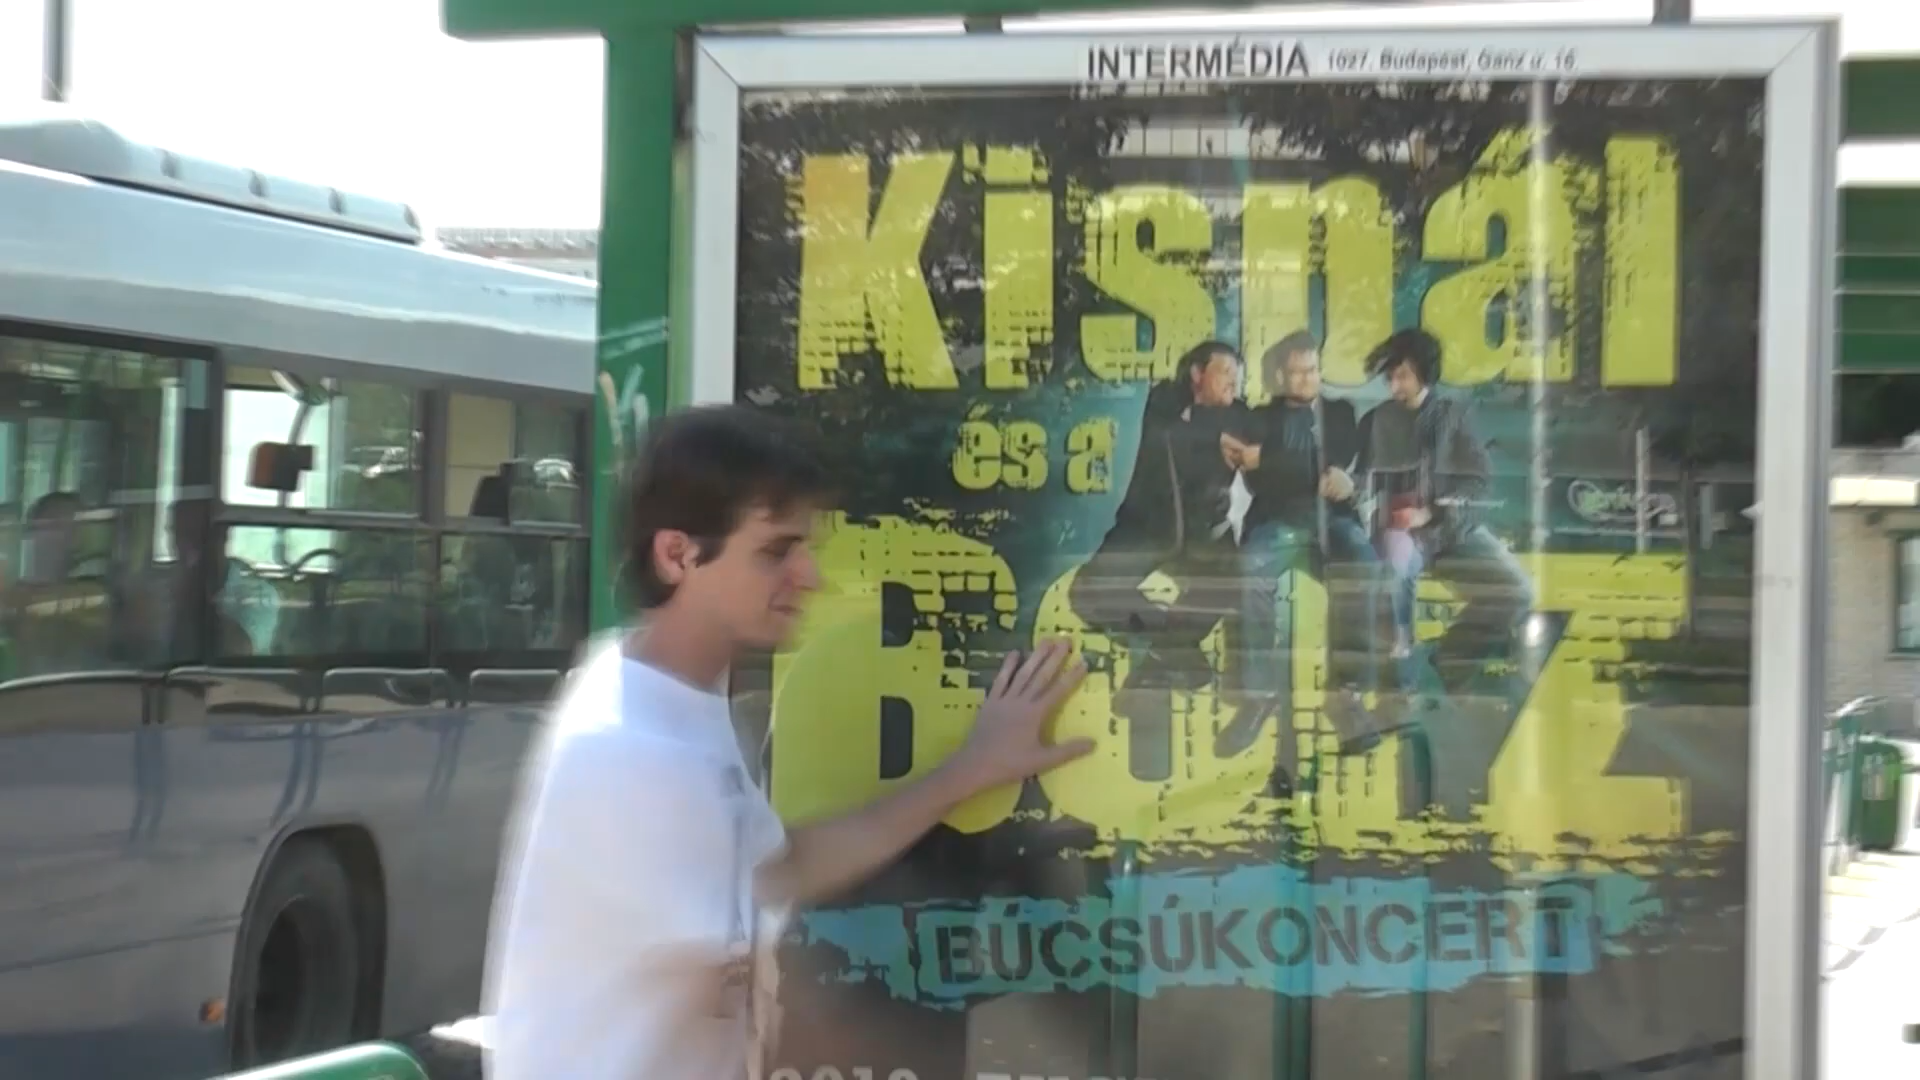 INTERMÉDIA 1027. Budapest, Ganz u. 16.
Kispál
és a
BORZ
BÚCSÚKONCERT